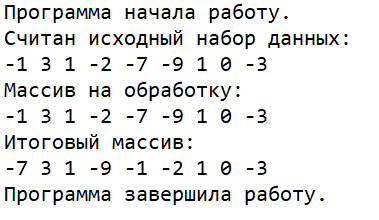 Программа начала работу.
Считан исходный набор данных:
-1 3 1 -2 -7 -9 1 0 -3
Массив на обработку:
-1 3 1 -2 -7 -9 1 0 -3
Итоговый массив:
-7 3 1 -9 -1 -2 1 0 -3
Программа завершила работу.